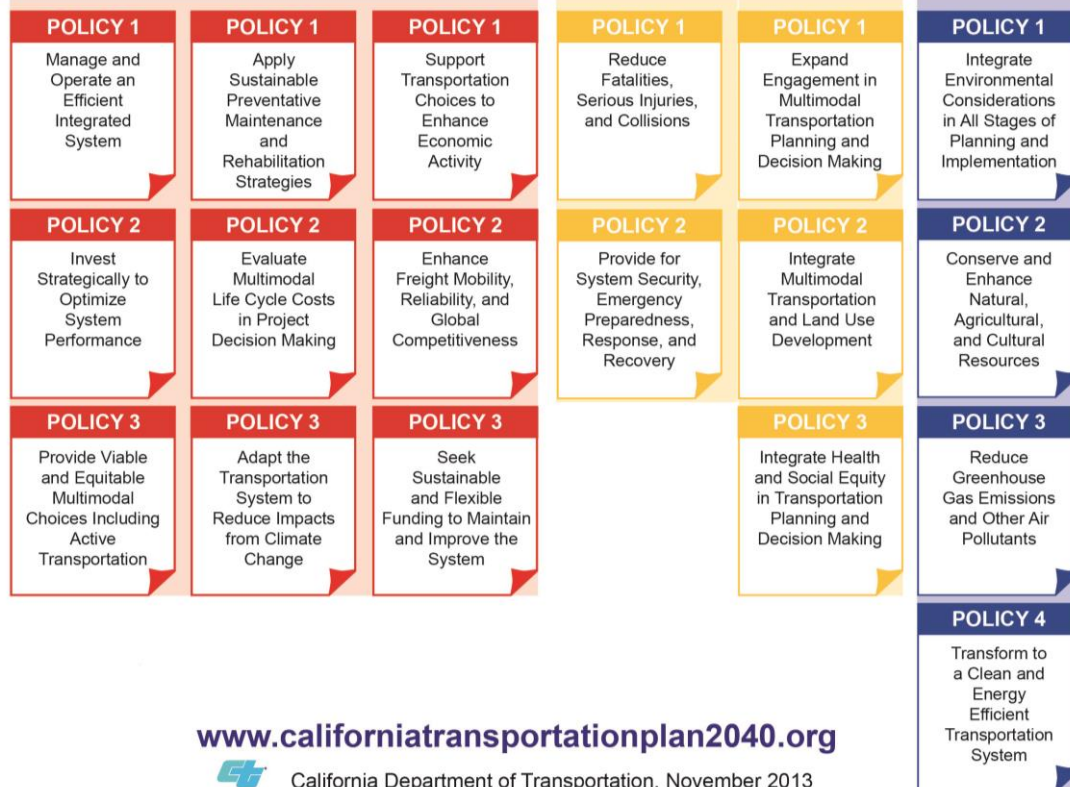 POLICY 1
Manage and
Operate an
Efficient
Integrated
System
POLICY 1
Apply
Sustainable
Preventative
Maintenance
and
Rehabilitation
Strategies
POLICY 1
Support
Transportation
Choices to
Enhance
Economic
Activity
POLICY 1
Reduce
Fatalities,
Serious Injuries,
and Collisions
POLICY 1
Expand
Engagement in
Multimodal
Transportation
Planning and
Decision Making
POLICY 1
Integrate
Environmental
Considerations
in All Stages of
Planning and
Implementation
POLICY 2
Invest
Strategically to
Optimize
System
Performance
POLICY 2
Evaluate
Multimodal
Life Cycle Costs
in Project
Decision Making
POLICY 2
Enhance
Freight Mobility,
Reliability, and
Global
Competitiveness
POLICY 2
Provide for
System Security,
Emergency
Preparedness,
Response, and
Recovery
POLICY 2
Integrate
Multimodal
Transportation
and Land Use
Development
POLICY 2
Conserve and
Enhance
Natural,
Agricultural,
and Cultural
Resources
POLICY 3
Provide Viable
and Equitable
Multimodal
Choices Including
Active
Transportation
POLICY 3
Adapt the
Transportation
System to
Reduce Impacts
from Climate
Change
POLICY 3
Seek
Sustainable
and Flexible
Funding to Maintain
and Improve the
System
POLICY 3
Integrate Health
and Social Equity
in Transportation
Planning and
Decision Making
POLICY 3
Reduce
Greenhouse
Gas Emissions
and Other Air
Pollutants
POLICY 4
Transform to
a Clean and
Energy
Efficient
Transportation
System
www.californiatransportationplan2040.org
California Department of Transportation, November 2013